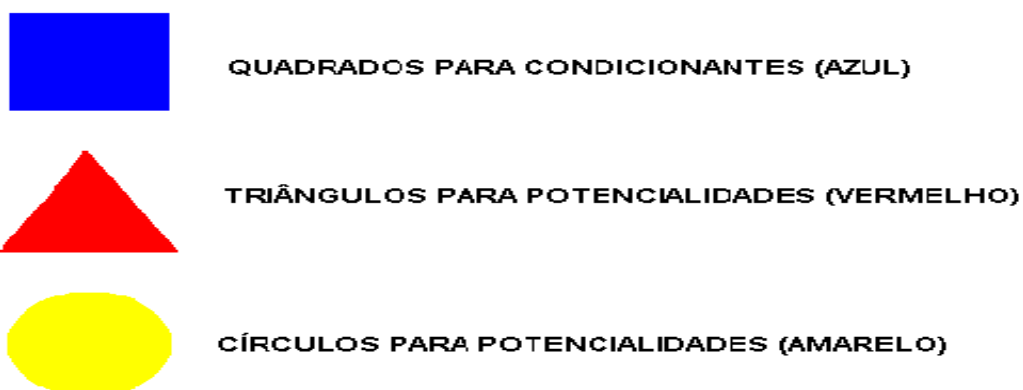 QUADRADOS PARA CONDICIONANTES (AZUL)
TRIÂNGULOS PARA POTENCIALIDADES (VERMELHO)
CÍRCULOS PARA POTENCIALIDADES (AMARELO)